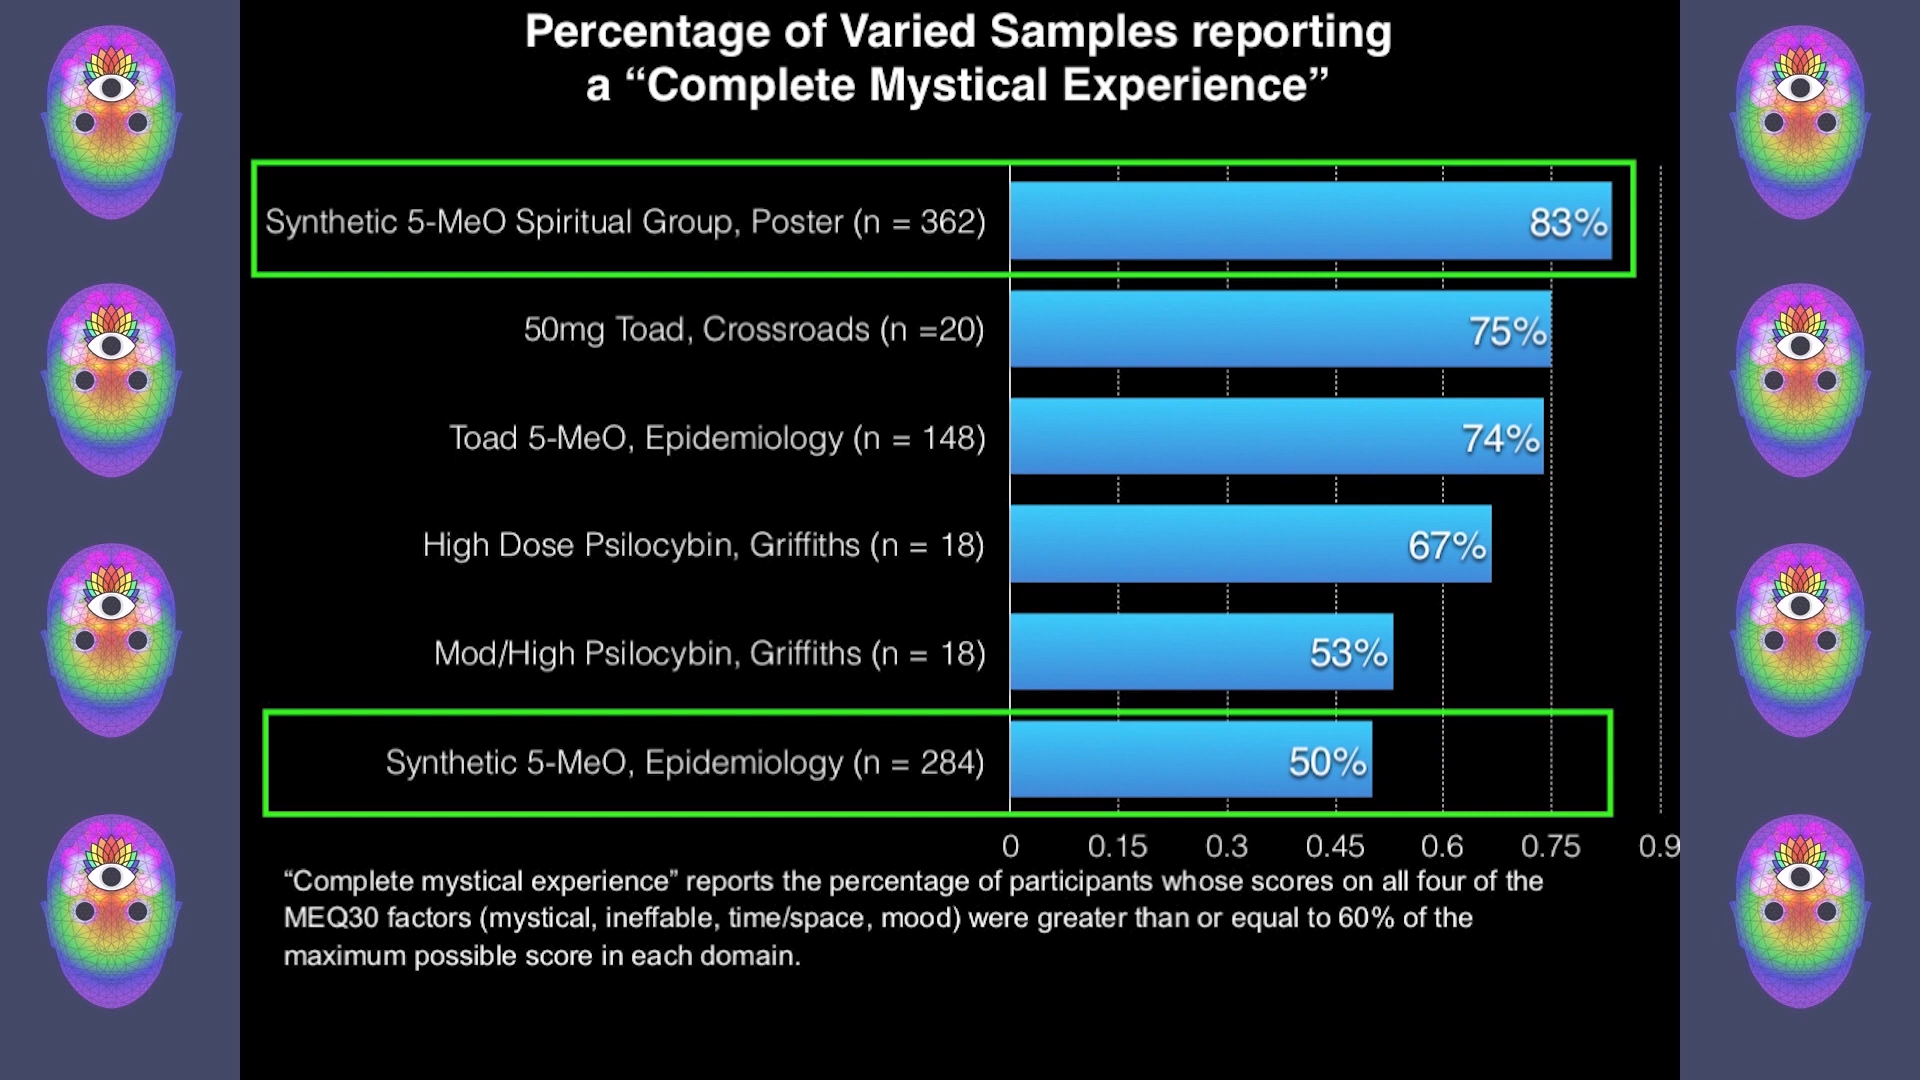 Percentage of Varied Samples reporting
a “Complete Mystical Experience”
Synthetic 5-MeO Spiritual Group, Poster (n = 362)
83%
50mg Toad, Crossroads (n =20)
75%
Toad 5-MeO, Epidemiology (n = 148)
74%
High Dose Psilocybin, Griffiths (n = 18)
67%
Mod/High Psilocybin, Griffiths (n = 18)
53%
Synthetic 5-MeO, Epidemiology (n = 284)
50%
0 0.15 0.3 0.45 0.6 0.75 0.9
“Complete mystical experience” reports the percentage of participants whose scores on all four of the
MEQ30 factors (mystical, ineffable, time/space, mood) were greater than or equal to 60% of the
maximum possible score in each domain.